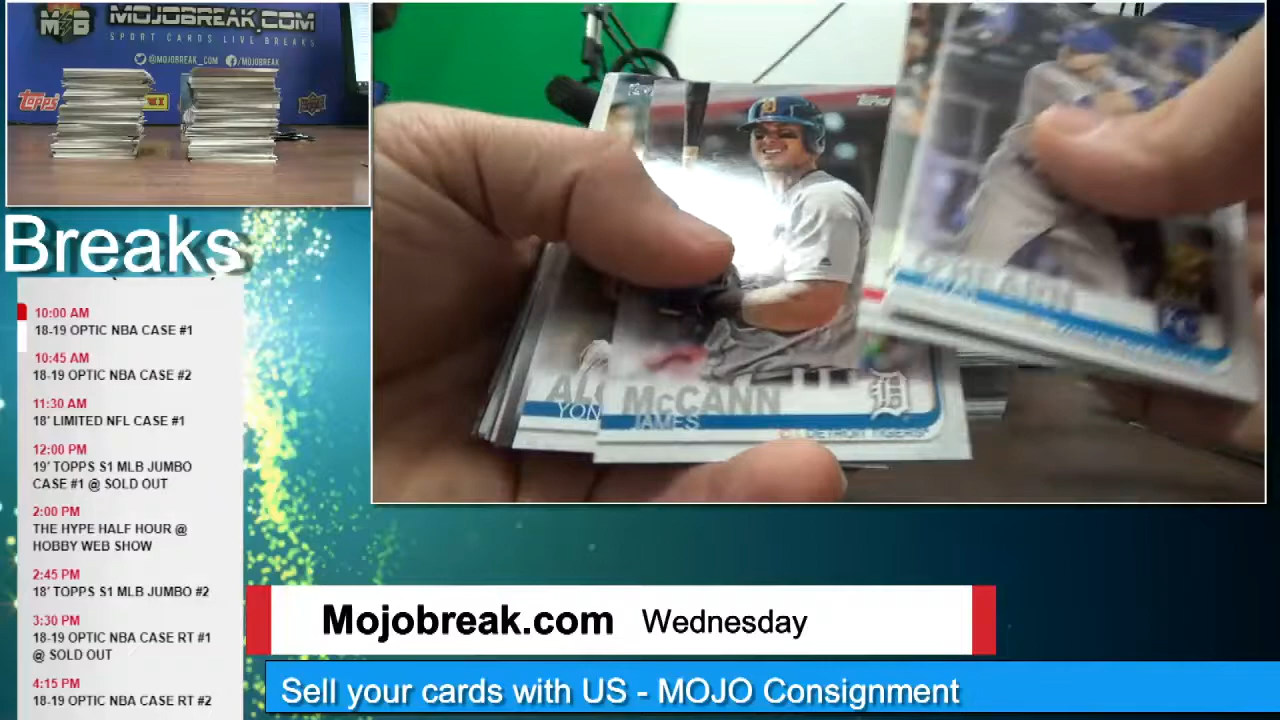 MOJOBREAK.COM
SPORT CARDS LIVE BREAKS
@MOJOBREAK_COM /MOJOBREAK
TOPPS
Breaks
10:00 AM
18-19 OPTIC NBA CASE #1
10:45 AM
18-19 OPTIC NBA CASE #2
11:30 AM
18' LIMITED NFL CASE #1
12:00 PM
19' TOPPS S1 MLB JUMBO
CASE #1 @ SOLD OUT
2:00 PM
THE HYPE HALF HOUR @
HOBBY WEB SHOW
2:45 PM
18' TOPPS S1 MLB JUMBO #2
3:30 PM
18-19 OPTIC NBA CASE RT #1
@ SOLD OUT
4:15 PM
18-19 OPTIC NBA CASE RT #2
topps
McCANN
JAMES
DETROIT TIGERS
YON
KC
Mojobreak.com Wednesday
Sell your cards with US - MOJO Consignment